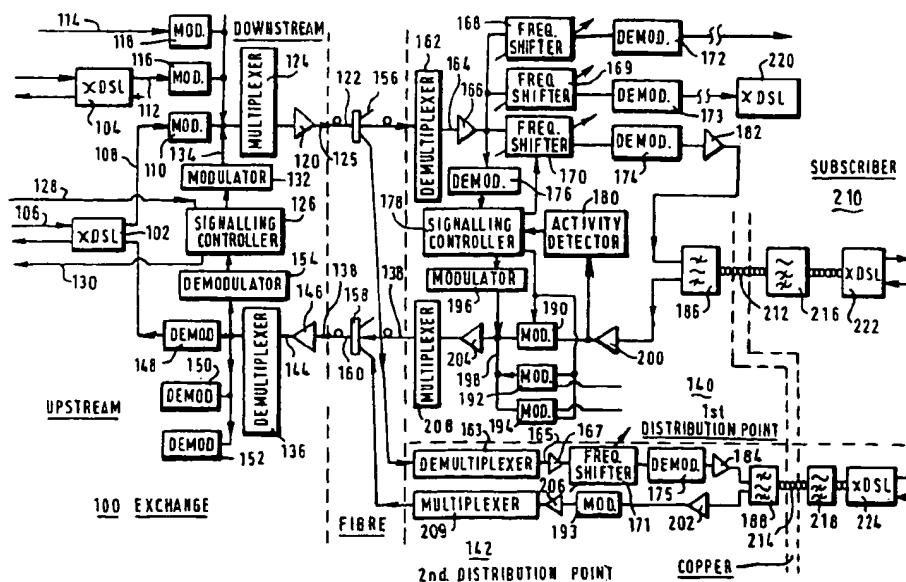 114
MOD.
118
DOWNSTREAM
116
MOD.
XDSL
104
112
MOD.
110
108
134
MULTIPLEXER
124
120
125
122
156
128
106
XDSL
102
130
MODULATOR
132
SIGNALLING CONTROLLER
126
DEMODULATOR
154
138
146
158
138
DEMOD
148
150
DEMOD
DEMOD
152
144
DEMULTIPLEXER
136
160
UPSTREAM
100 EXCHANGE
FIBRE
162
DEMULTIPLEXER
164
166
168
FREQ. SHIFTER
DEMOD.
172
FREQ. SHIFTER
169
DEMOD.
173
220
XDSL
FREQ. SHIFTER
170
DEMOD.
174
182
DEMOD.
176
178
SIGNALLING CONTROLLER
180
ACTIVITY DETECTOR
MODULATOR
196
SUBSCRIBER
210
186
212
216
XDSL
222
204
198
MOD.
190
200
MOD.
192
MOD.
194
MULTIPLEXER
208
140
1st DISTRIBUTION POINT
163
165
167
DEMULTIPLEXER
FREQ. SHIFTER
171
DEMOD.
175
184
MULTIPLEXER
209
206
MOD.
193
202
188
214
218
XDSL
224
142
2nd DISTRIBUTION POINT
COPPER